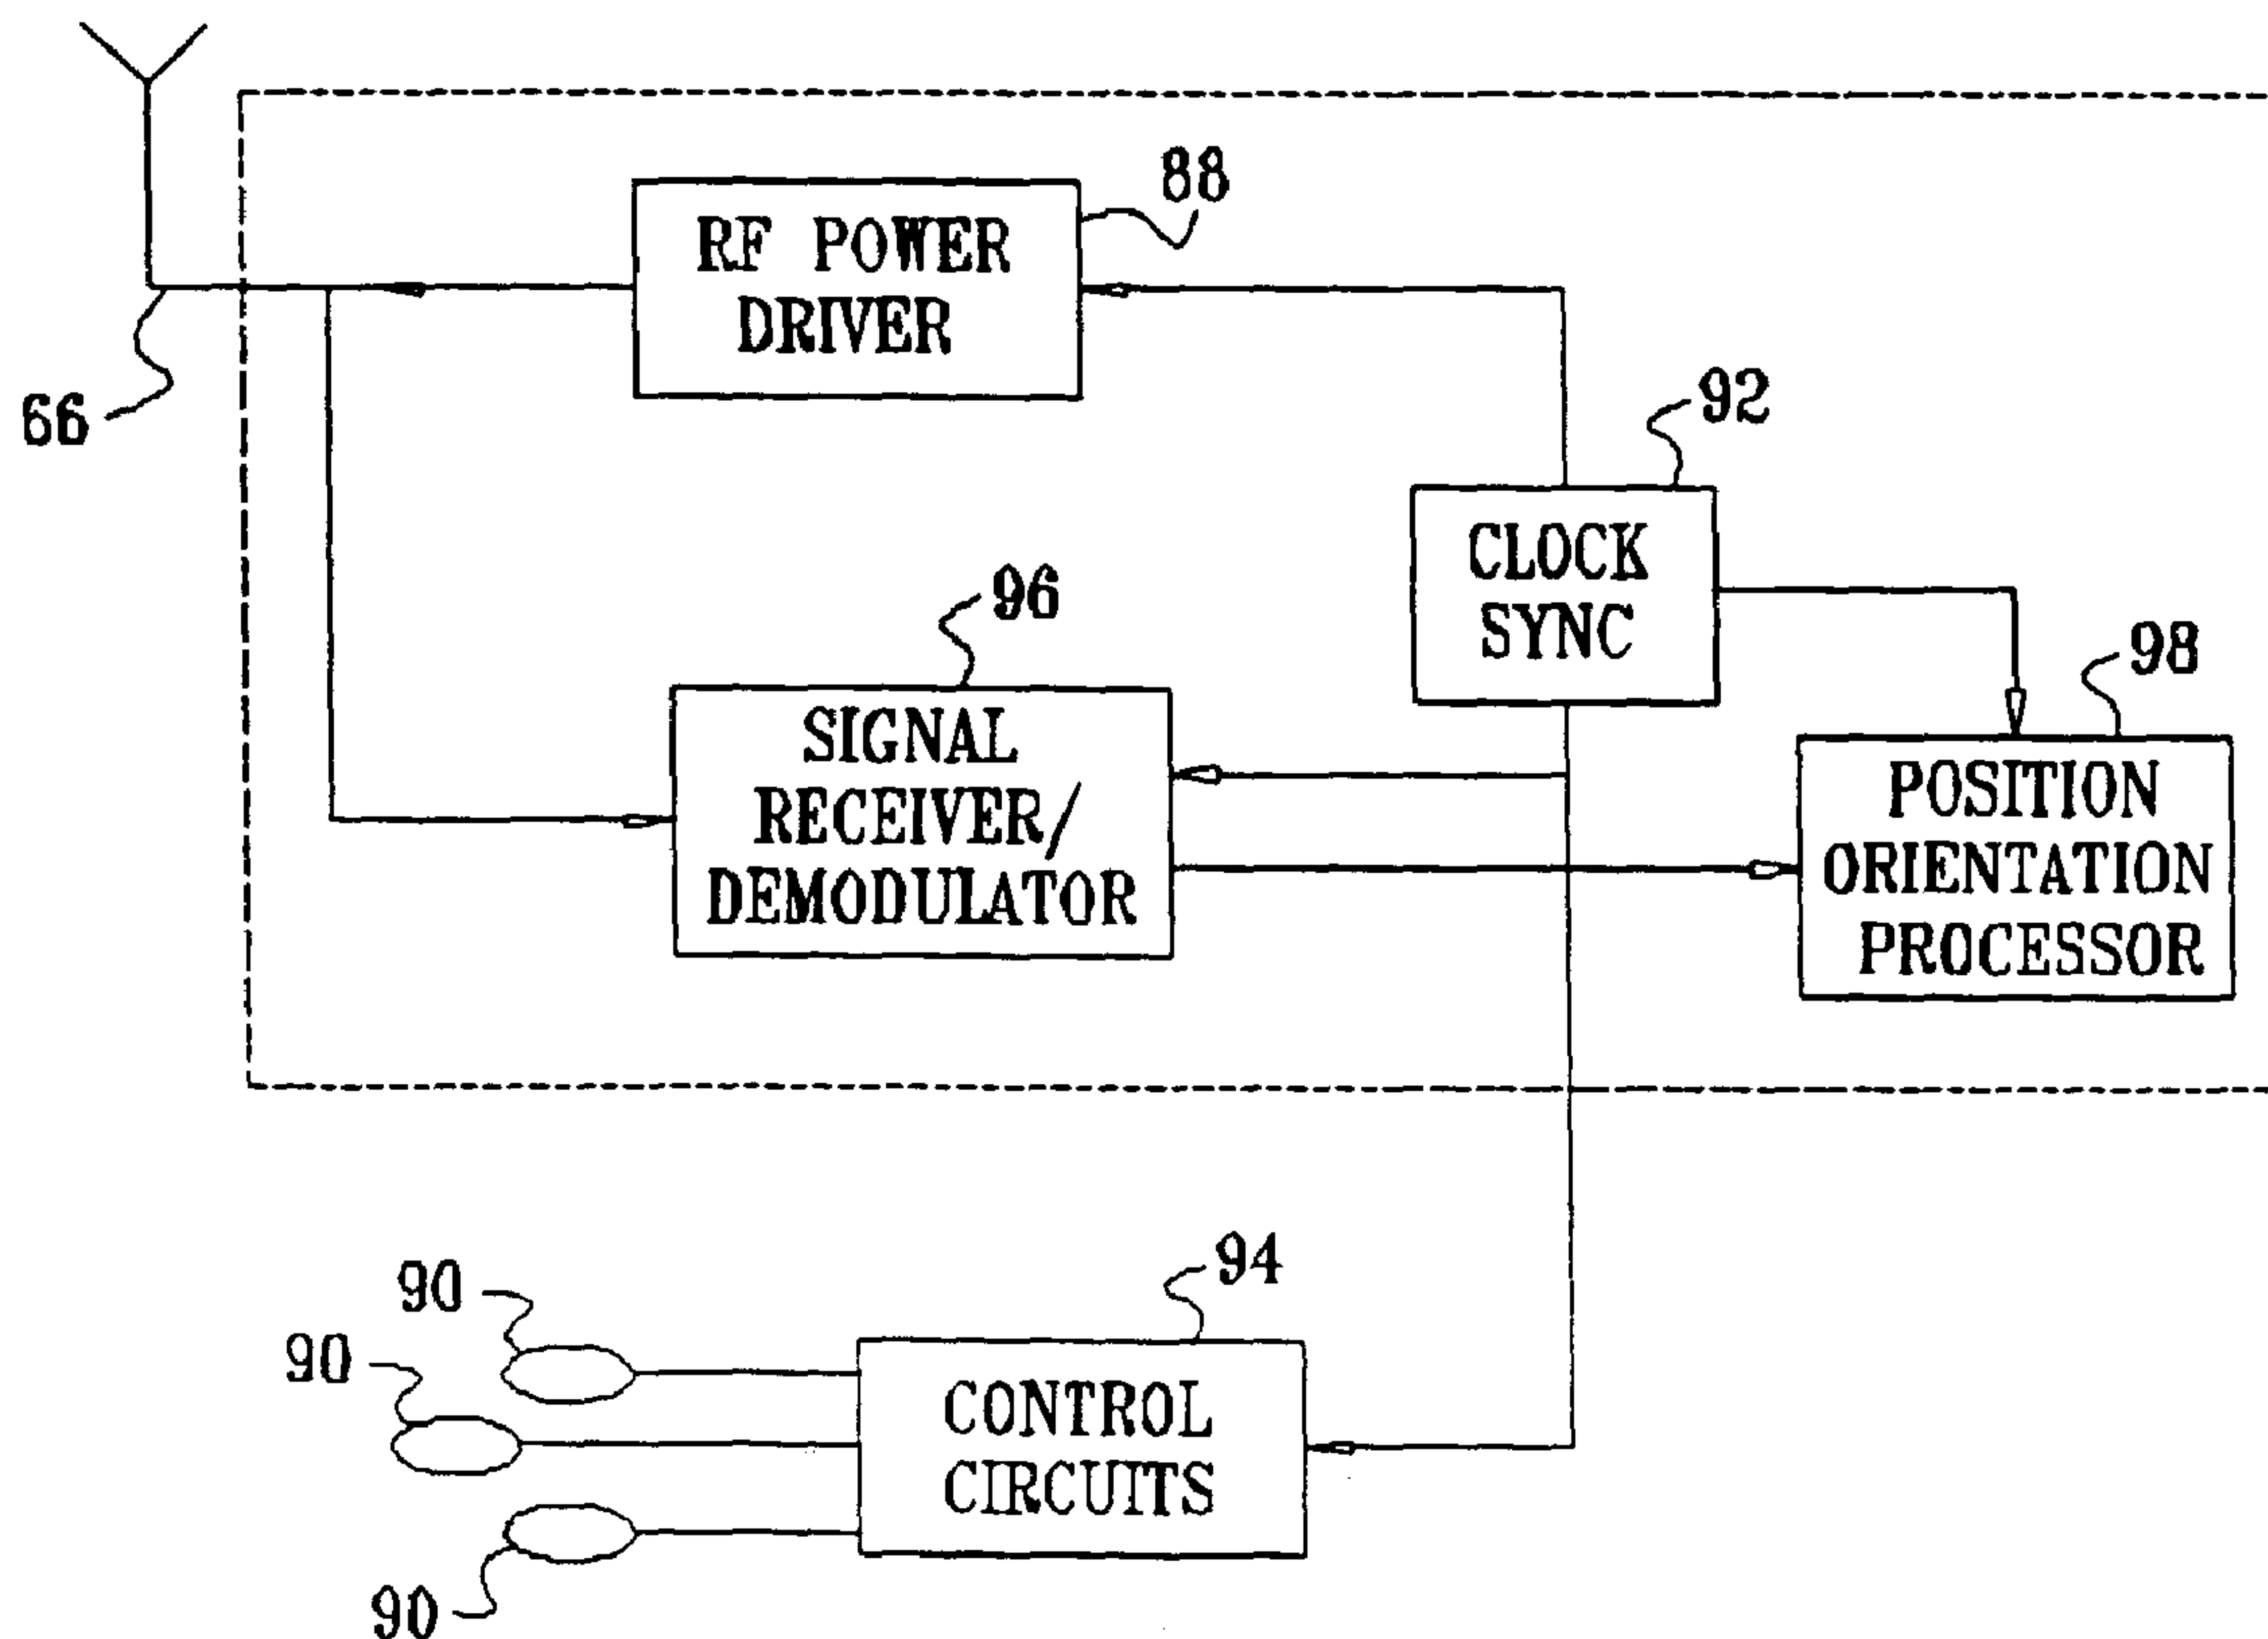 88
RF POWER
DRIVER
66
92
CLOCK
SYNC
96
SIGNAL
RECEIVER/
DEMODULATOR
98
POSITION
ORIENTATION
PROCESSOR
94
90
90
CONTROL
CIRCUITS
90